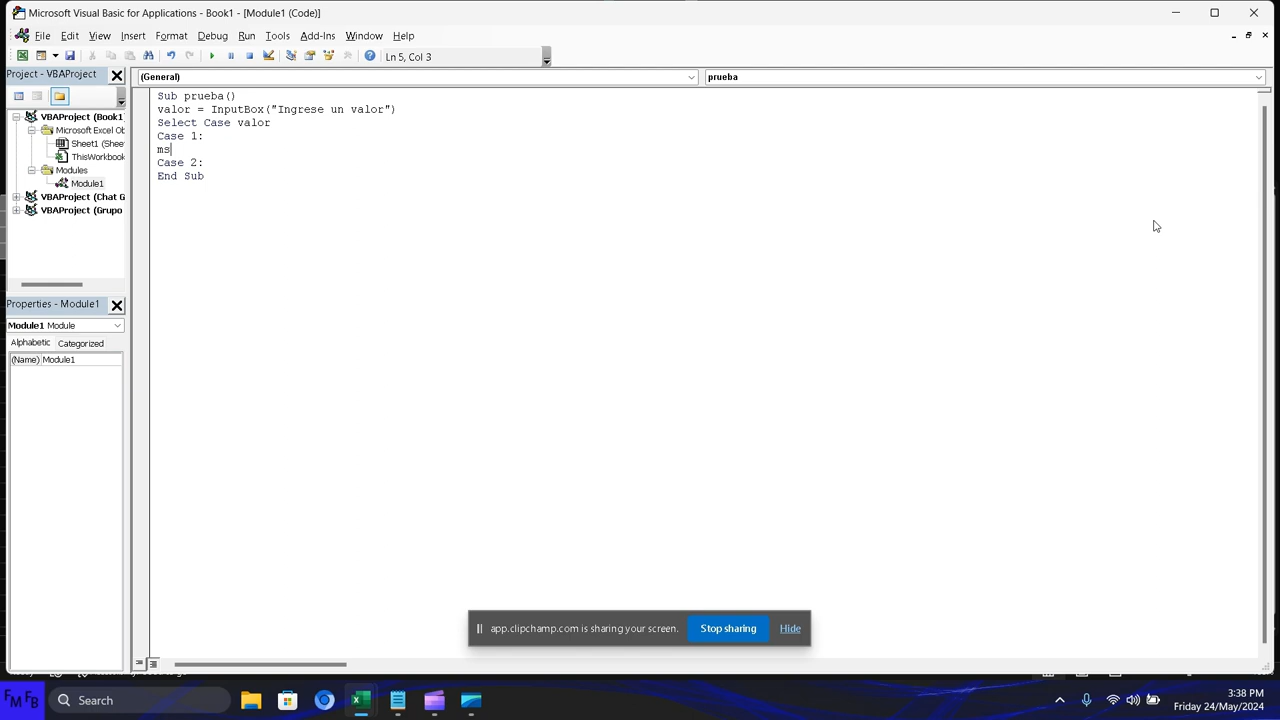 Microsoft Visual Basic for Applications - Book1 - [Module1 (Code)]
File Edit View Insert Format Debug Run Tools Add-Ins Window Help
Ln 5, Col 3
Project - VBAProject
(General)
prueba
VBAProject (Book1)
Microsoft Excel Ob
Sheet1 (Shee
ThisWorkbook
Modules
Module1
VBAProject (Chat G
VBAProject (Grupo
Sub prueba()
valor = InputBox("Ingrese un valor")
Select Case valor
Case 1:
ms
Case 2:
End Sub
Properties - Module1
Module1 Module
Alphabetic Categorized
(Name) Module1
app.clipchamp.com is sharing your screen. Stop sharing Hide
FMFB
Search
3:38 PM
Friday 24/May/2024